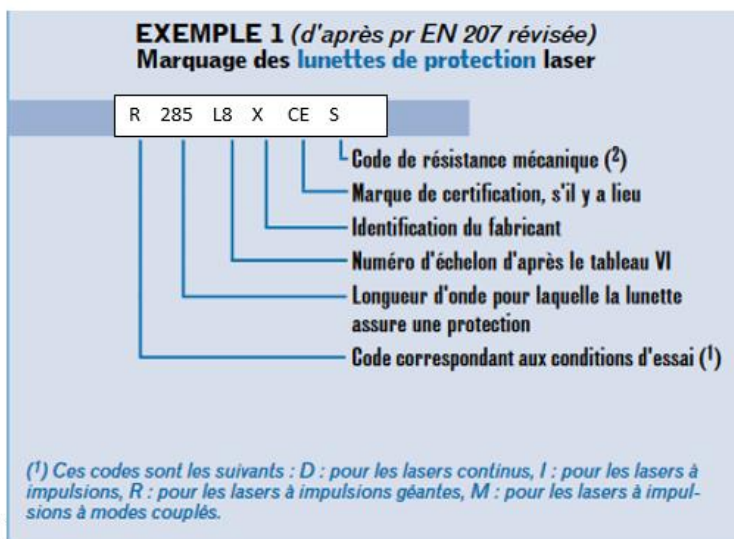 EXEMPLE 1 (d'après pr EN 207 révisée)
Marquage des lunettes de protection laser
R 285 L8 X CE S
Code de résistance mécanique (2)
Marque de certification, s'il y a lieu
Identification du fabricant
Numéro d'échelon d'après le tableau VI
Longueur d'onde pour laquelle la lunette
assure une protection
Code correspondant aux conditions d'essai (1)
(1) Ces codes sont les suivants : D : pour les lasers continus, I : pour les lasers à
impulsions, R : pour les lasers à impulsions géantes, M : pour les lasers à impul-
sions à modes couplés.